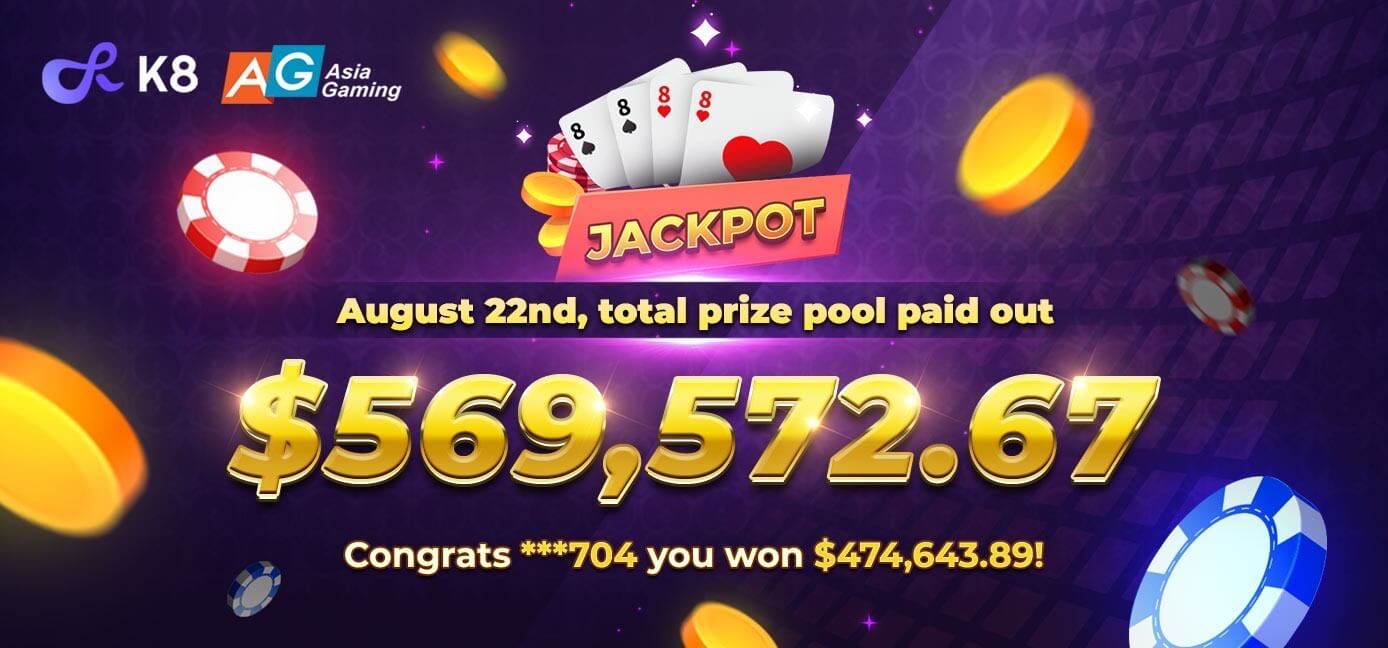 K8
AG Asia
Gaming
8 8 8 8
JACKPOT
August 22nd, total prize pool paid out
$569,572.67
Congrats ***704 you won $474,643.89!